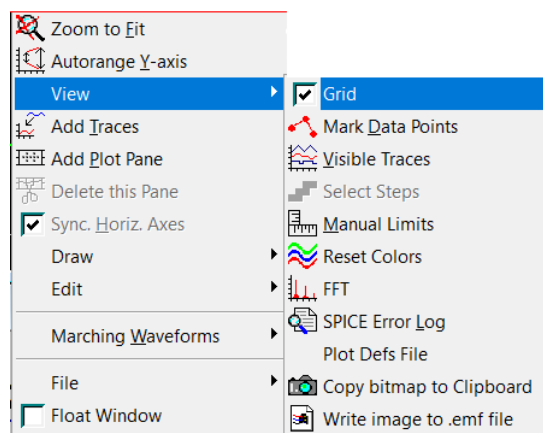 Zoom to Fit
Autorange Y-axis
View
Add Traces
Add Plot Pane
Delete this Pane
Sync. Horiz. Axes
Draw
Edit
Marching Waveforms
File
Float Window
Grid
Mark Data Points
Visible Traces
Select Steps
Manual Limits
Reset Colors
FFT
SPICE Error Log
Plot Defs File
Copy bitmap to Clipboard
Write image to .emf file